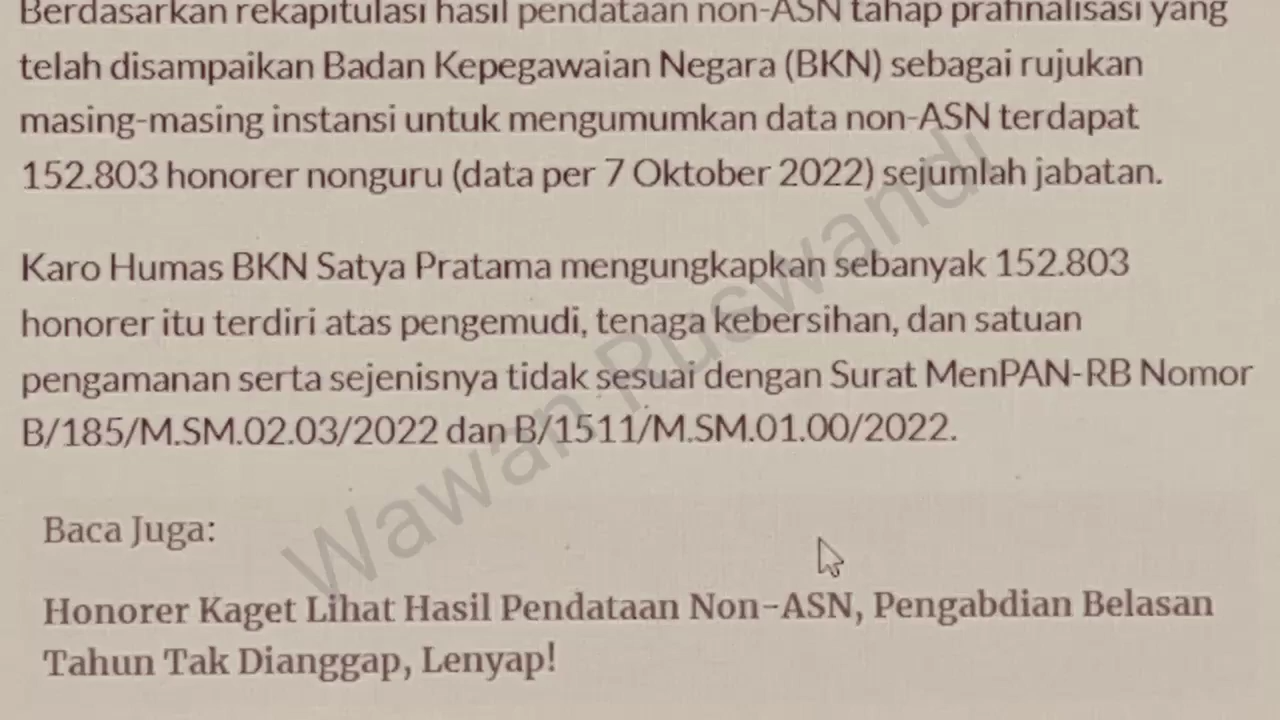 Berdasarkan rekapitulasi hasil pendataan non-ASN tahap prafinalisasi yang
telah disampaikan Badan Kepegawaian Negara (BKN) sebagai rujukan
masing-masing instansi untuk mengumumkan data non-ASN terdapat
152.803 honorer nonguru (data per 7 Oktober 2022) sejumlah jabatan.
Karo Humas BKN Satya Pratama mengungkapkan sebanyak 152.803
honorer itu terdiri atas pengemudi, tenaga kebersihan, dan satuan
pengamanan serta sejenisnya tidak sesuai dengan Surat MenPAN-RB Nomor
B/185/M.SM.02.03/2022 dan B/1511/M.SM.01.00/2022.
Baca Juga:
Honorer Kaget Lihat Hasil Pendataan Non-ASN, Pengabdian Belasan
Tahun Tak Dianggap, Lenyap!
Wawan Ruswandi